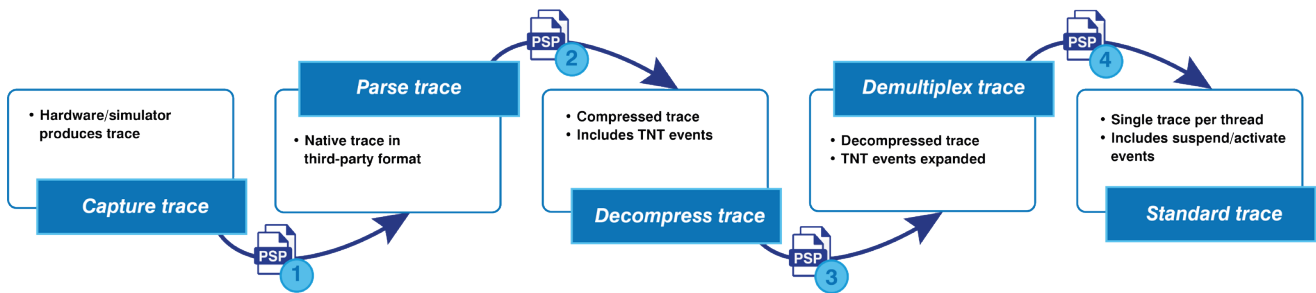 • Hardware/simulator
produces trace
Capture trace
PSP
1
Parse trace
• Native trace in
third-party format
PSP
2
• Compressed trace
• Includes TNT events
Decompress trace
PSP
3
Demultiplex trace
• Decompressed trace
• TNT events expanded
PSP
4
• Single trace per thread
• Includes suspend/activate
events
Standard trace